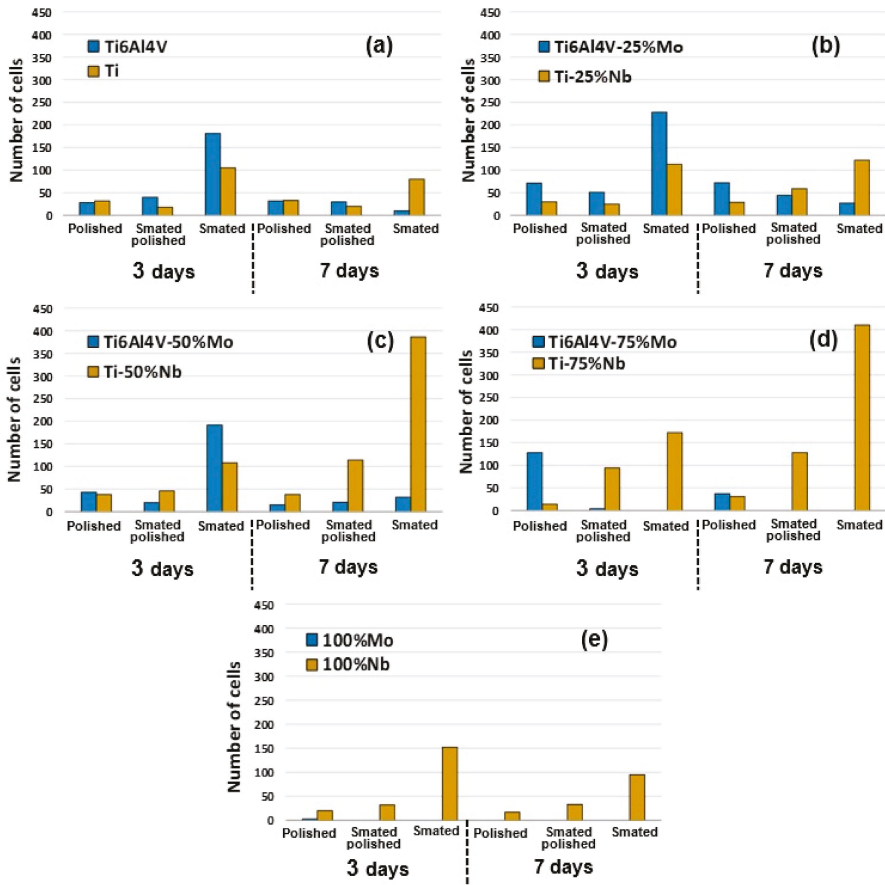 450
400
350
300
250
200
150
100
50
0
Number of cells
Ti6Al4V
Ti
(a)
Polished
Smated
polished
Smated
Polished
Smated
polished
Smated
3 days
7 days
450
400
350
300
250
200
150
100
50
0
Number of cells
Ti6Al4V-25%Mo
Ti-25%Nb
(b)
Polished
Smated
polished
Smated
Polished
Smated
polished
Smated
3 days
7 days
450
400
350
300
250
200
150
100
50
0
Number of cells
Ti6Al4V-50%Mo
Ti-50%Nb
(c)
Polished
Smated
polished
Smated
Polished
Smated
polished
Smated
3 days
7 days
450
400
350
300
250
200
150
100
50
0
Number of cells
Ti6Al4V-75%Mo
Ti-75%Nb
(d)
Polished
Smated
polished
Smated
Polished
Smated
polished
Smated
3 days
7 days
450
400
350
300
250
200
150
100
50
0
Number of cells
100%Mo
100%Nb
(e)
Polished
Smated
polished
Smated
Polished
Smated
polished
Smated
3 days
7 days